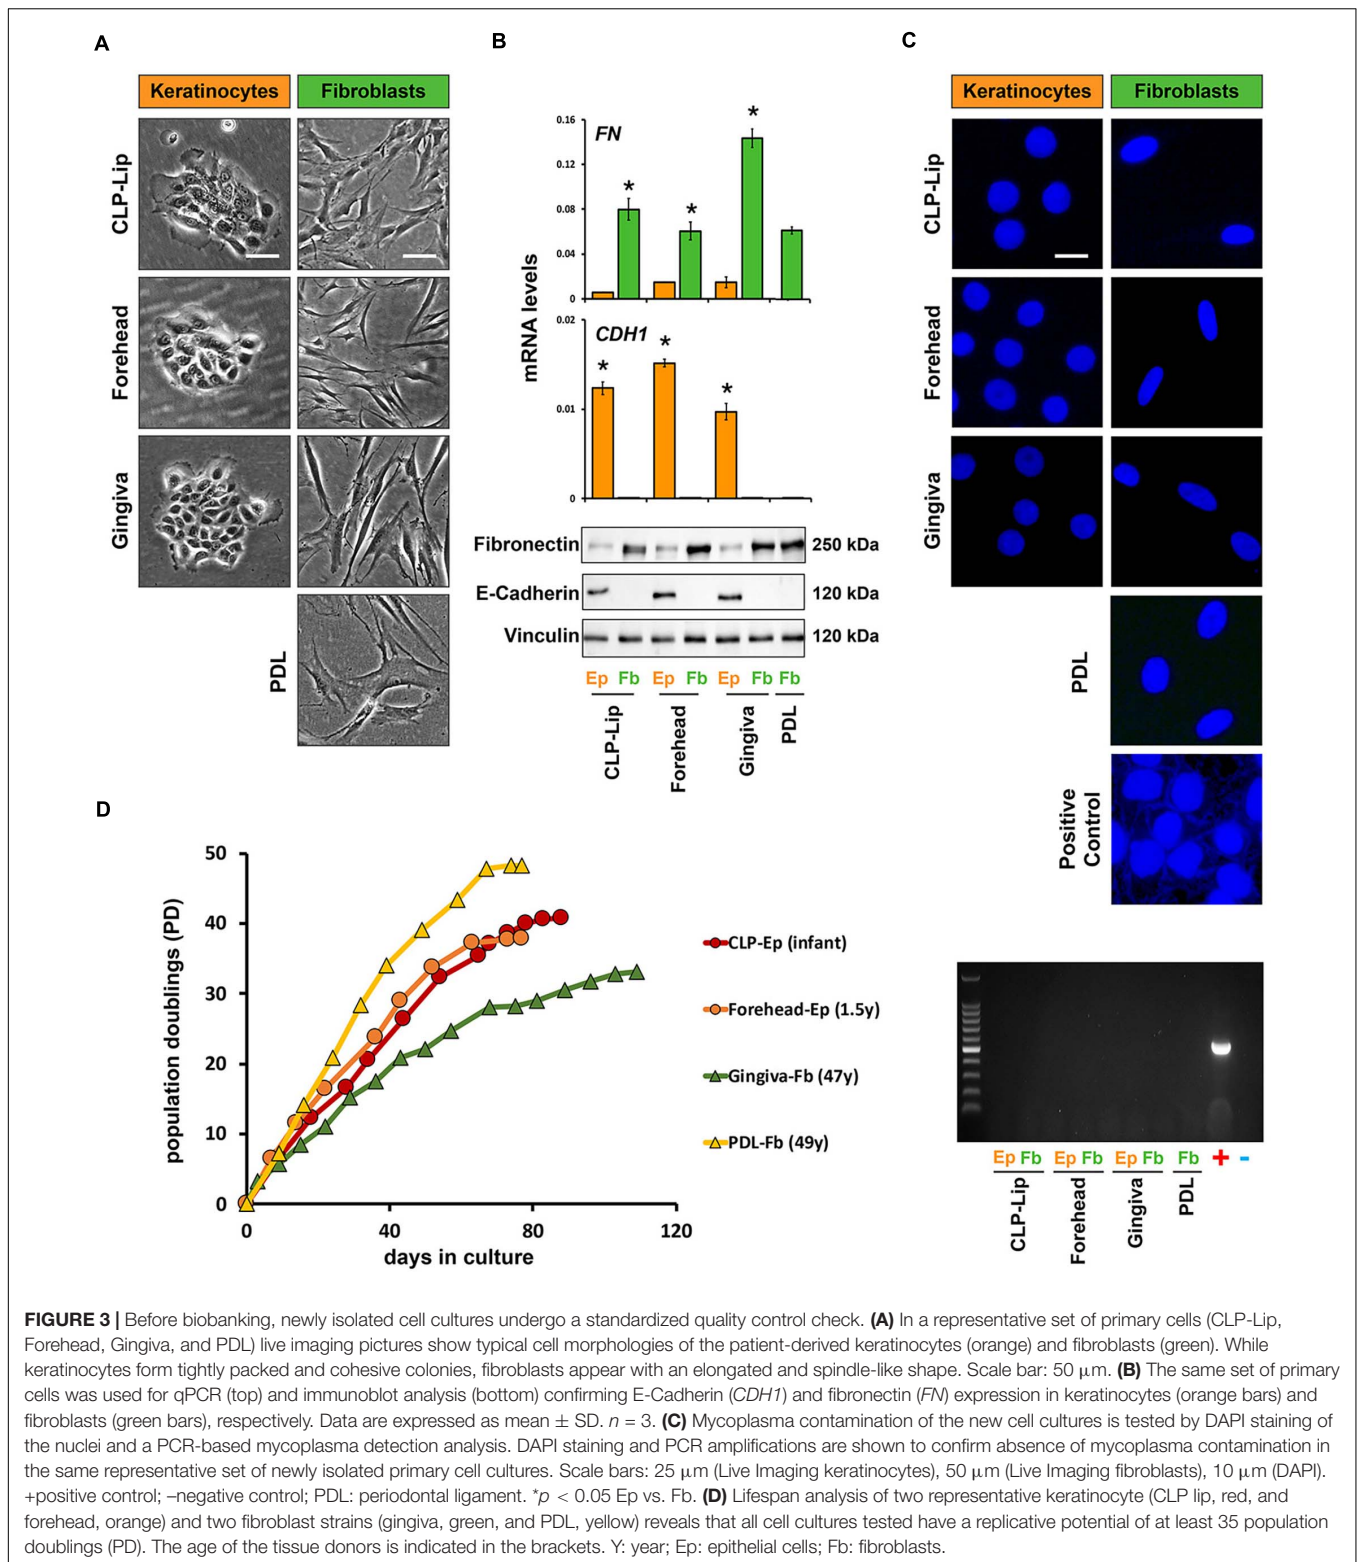 A
Keratinocytes
Fibroblasts
CLP-Lip
Forehead
Gingiva
PDL
B
mRNA levels
0.16
0.12
0.08
0.04
0
FN
*
*
*
0.02
0.01
0
CDH1
*
*
*
Fibronectin
250 kDa
E-Cadherin
120 kDa
Vinculin
120 kDa
Ep Fb Ep Fb Ep Fb Fb
CLP-Lip
Forehead
Gingiva
PDL
C
Keratinocytes
Fibroblasts
CLP-Lip
Forehead
Gingiva
PDL
Positive
Control
Ep Fb Ep Fb Ep Fb Fb + -
CLP-Lip
Forehead
Gingiva
PDL
D
population doublings (PD)
50
40
30
20
10
0
0 40 80 120
days in culture
CLP-Ep (infant)
Forehead-Ep (1.5y)
Gingiva-Fb (47y)
PDL-Fb (49y)
FIGURE 3 | Before biobanking, newly isolated cell cultures undergo a standardized quality control check. (A) In a representative set of primary cells (CLP-Lip,
Forehead, Gingiva, and PDL) live imaging pictures show typical cell morphologies of the patient-derived keratinocytes (orange) and fibroblasts (green). While
keratinocytes form tightly packed and cohesive colonies, fibroblasts appear with an elongated and spindle-like shape. Scale bar: 50 μm. (B) The same set of primary
cells was used for qPCR (top) and immunoblot analysis (bottom) confirming E-Cadherin (CDH1) and fibronectin (FN) expression in keratinocytes (orange bars) and
fibroblasts (green bars), respectively. Data are expressed as mean ± SD. n = 3. (C) Mycoplasma contamination of the new cell cultures is tested by DAPI staining of
the nuclei and a PCR-based mycoplasma detection analysis. DAPI staining and PCR amplifications are shown to confirm absence of mycoplasma contamination in
the same representative set of newly isolated primary cell cultures. Scale bars: 25 μm (Live Imaging keratinocytes), 50 μm (Live Imaging fibroblasts), 10 μm (DAPI).
+positive control; –negative control; PDL: periodontal ligament. *p < 0.05 Ep vs. Fb. (D) Lifespan analysis of two representative keratinocyte (CLP lip, red, and
forehead, orange) and two fibroblast strains (gingiva, green, and PDL, yellow) reveals that all cell cultures tested have a replicative potential of at least 35 population
doublings (PD). The age of the tissue donors is indicated in the brackets. Y: year; Ep: epithelial cells; Fb: fibroblasts.